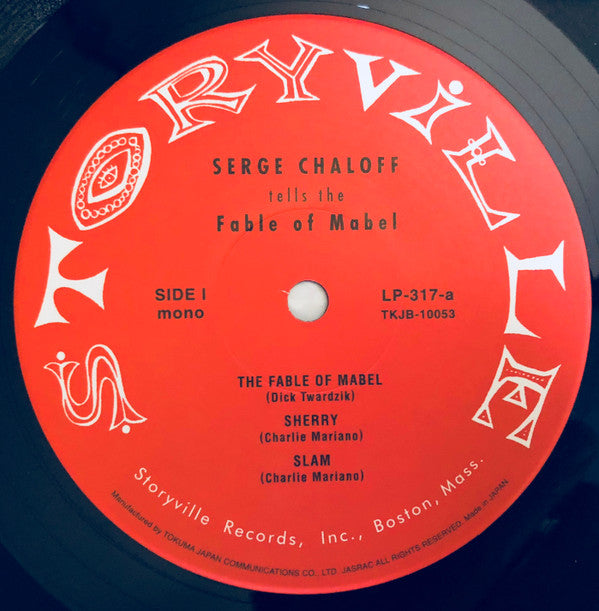 STORYVILLE
SERGE CHALOFF
tells the
Fable of Mabel
SIDE I
mono
LP-317-a
TKJB-10053
THE FABLE OF MABEL
(Dick Twardzik)
SHERRY
(Charlie Mariano)
SLAM
(Charlie Mariano)
Storyville Records, Inc., Boston, Mass.
Manufactured by TOKUMA JAPAN COMMUNICATIONS CO., LTD. JASRAC ALL RIGHTS RESERVED. Made in JAPAN.